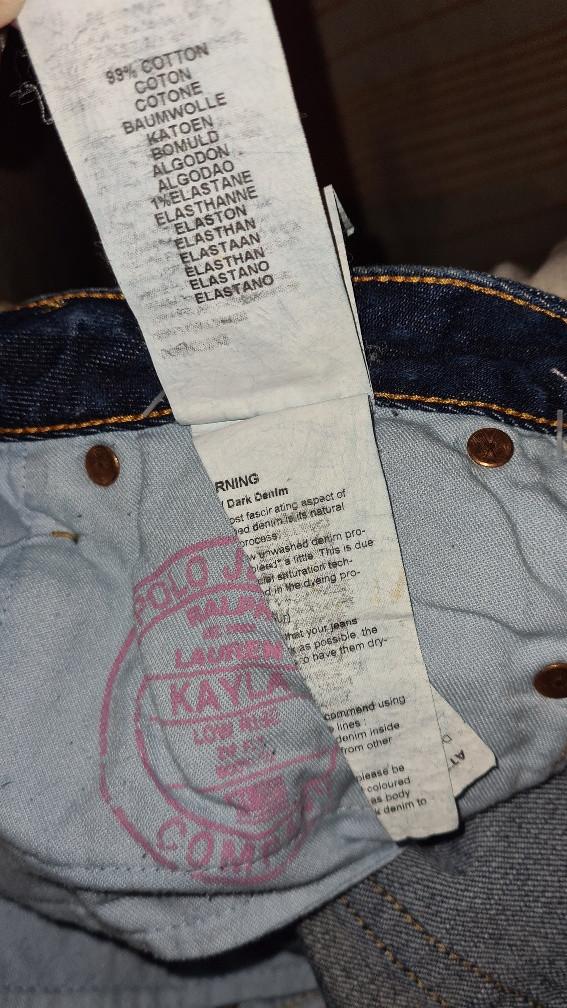 99% COTTON
COTON
COTONE
BAUMWOLLE
KATOEN
BOMULD
ALGODON
ALGODAO
1%ELASTANE
ELASTHANNE
ELASTON
ELASTHAN
ELASTAAN
ELASTHAN
ELASTANO
ELASTANO
RNING
Dark Denim
ost fascinating aspect of
ed denim is its natural
process
unwashed denim pro-
a little. This is due
saturation tech-
d in the dyeing pro-
that your jeans
as possible, the
o have them dry-
commend using
lines :
denim inside
from other
please be
coloured
as body
denim to
POLO
RALPH
LAUREN
KAYLA
LOW RISE
COMPANY